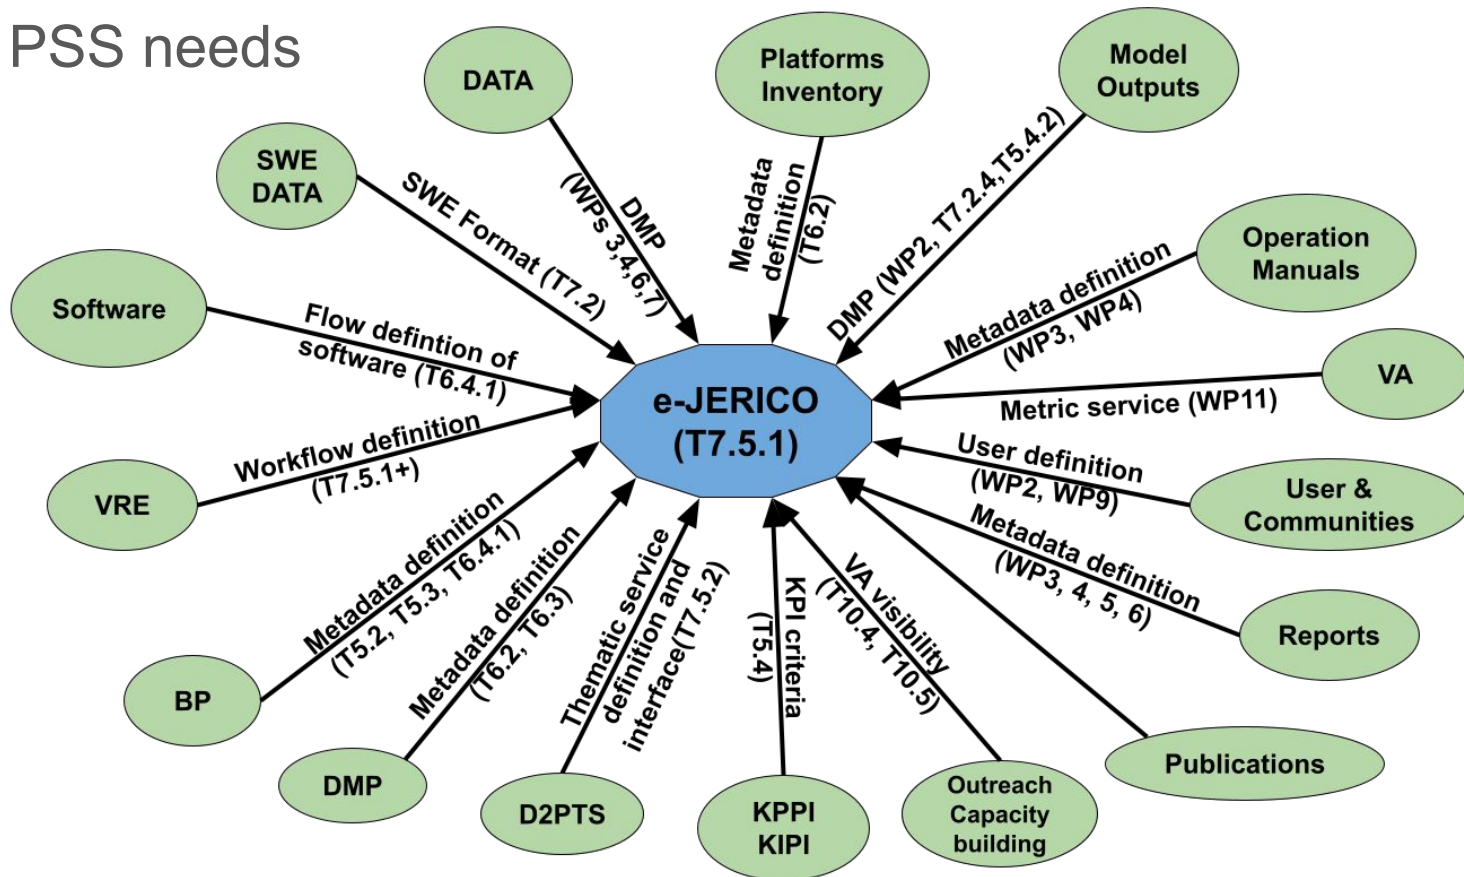 PSS needs
DATA
Platforms
Inventory
Model
Outputs
SWE
DATA
Software
VRE
BP
DMP
D2PTS
KPPI
KIPI
Outreach
Capacity
building
Publications
Reports
User &
Communities
VA
Operation
Manuals
e-JERICO
(T7.5.1)
DMP
(WPs 3,4,6,7)
Metadata
definition
(T6.2)
DMP (WP2, T7.2.4,T5.4.2)
SWE Format (T7.2)
Flow defintion of
software (T6.4.1)
Workflow definition
(T7.5.1+)
Metadata definition
(T5.2, T5.3, T6.4.1)
Metadata definition
(T6.2, T6.3)
Thematic service
definition and
interface(T7.5.2)
KPI criteria
(T5.4)
VA visibility
(T10.4, T10.5)
Metadata definition
(WP3, 4, 5, 6)
User definition
(WP2, WP9)
Metric service (WP11)
Metadata definition
(WP3, WP4)